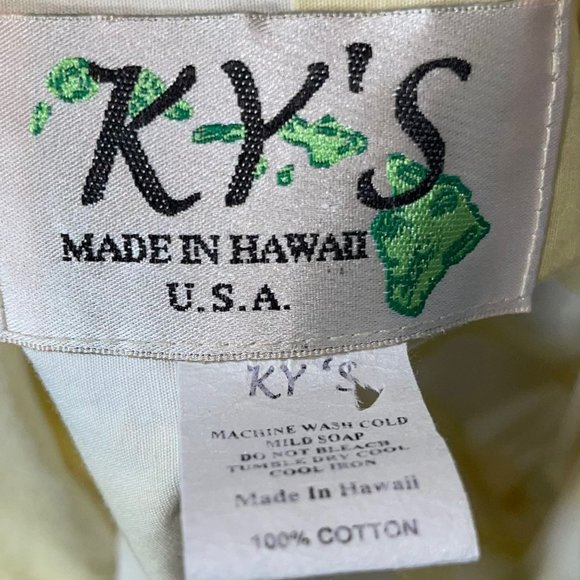 KY'S
MADE IN HAWAII
U.S.A.
KY'S
MACHINE WASH COLD
MILD SOAP
DO NOT BLEACH
TUMBLE DRY COOL
COOL IRON
Made In Hawaii
100% COTTON